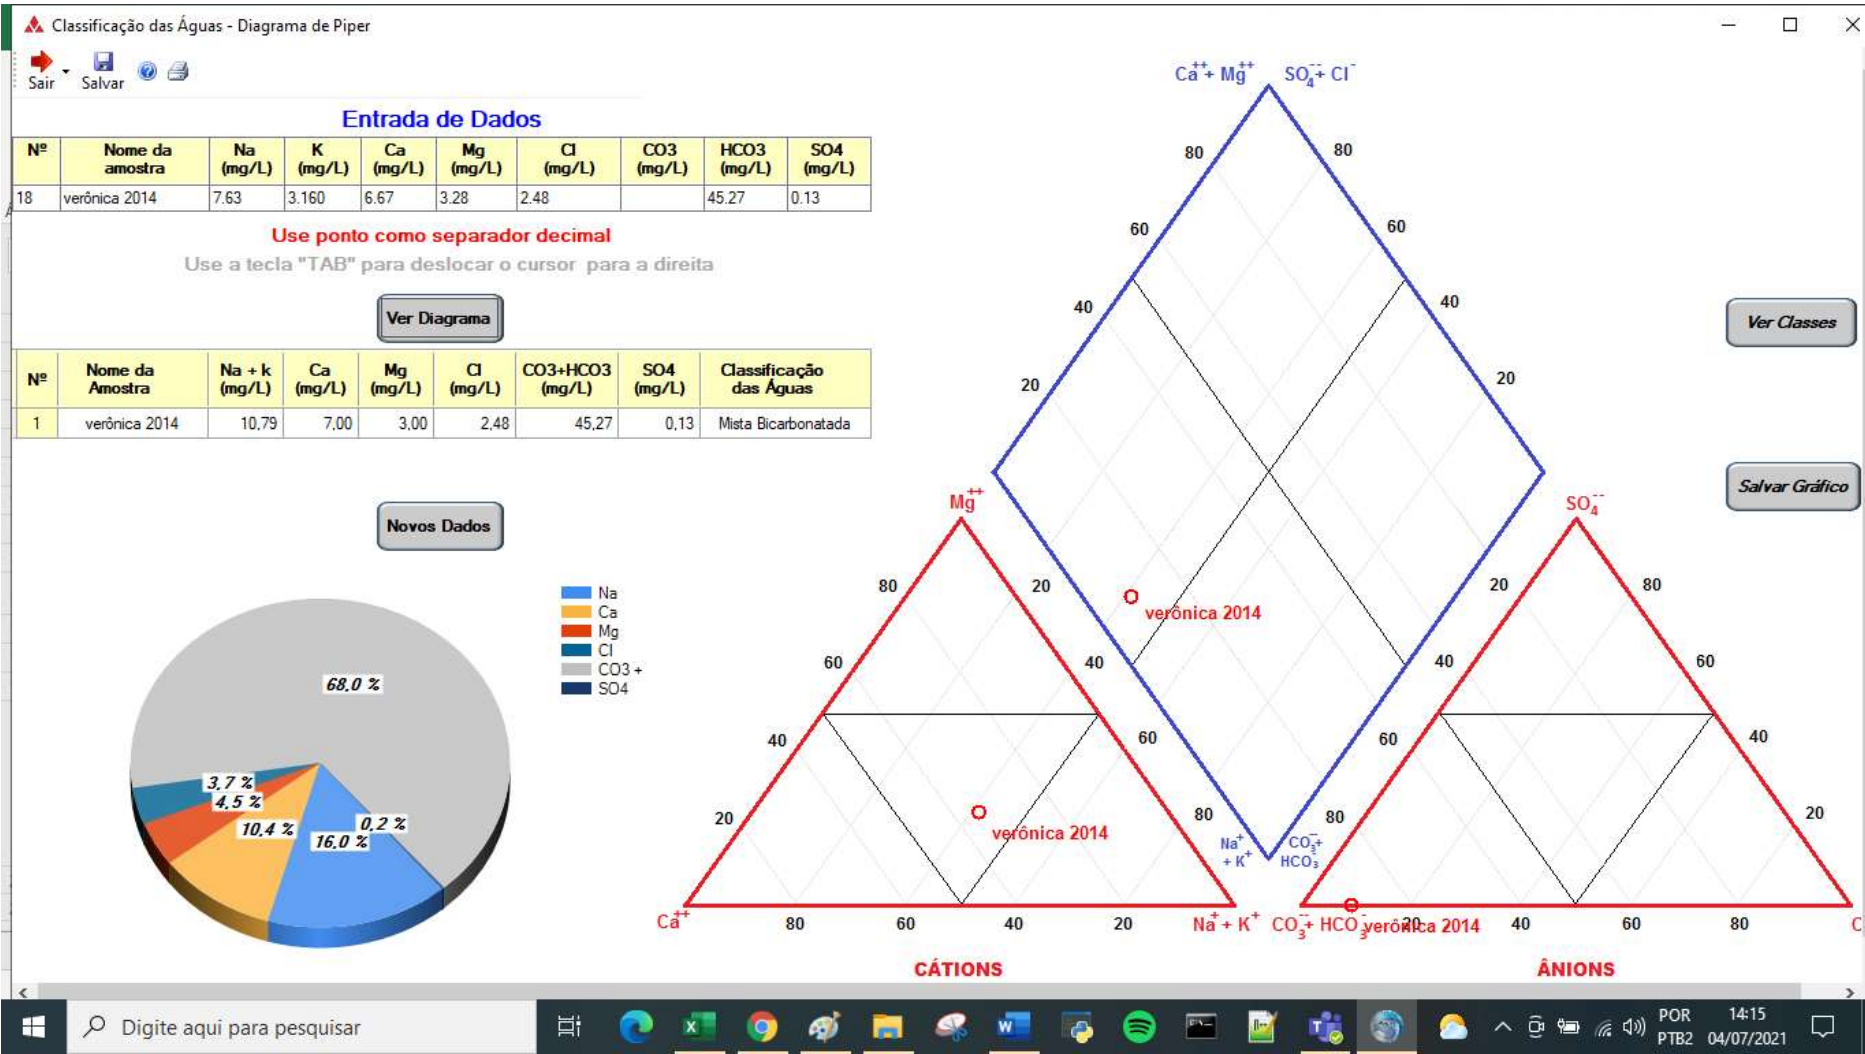 Classificação das Águas - Diagrama de Piper
Sair Salvar
Entrada de Dados
Nº Nome da amostra Na (mg/L) K (mg/L) Ca (mg/L) Mg (mg/L) Cl (mg/L) CO3 (mg/L) HCO3 (mg/L) SO4 (mg/L)
18 verônica 2014 7.63 3.160 6.67 3.28 2.48 45.27 0.13
Use ponto como separador decimal
Use a tecla "TAB" para deslocar o cursor para a direita
Ver Diagrama
Nº Nome da Amostra Na + k (mg/L) Ca (mg/L) Mg (mg/L) Cl (mg/L) CO3+HCO3 (mg/L) SO4 (mg/L) Classificação das Águas
1 verônica 2014 10,79 7,00 3,00 2,48 45,27 0,13 Mista Bicarbonatada
Novos Dados
Na
Ca
Mg
Cl
CO3 +
SO4
68,0 %
3,7 %
4,5 %
10,4 %
16,0 %
0,2 %
Ca++ + Mg++ SO4-- + Cl-
80 80
60 60
40 40
20 20
verônica 2014
Na+ + K+ CO3-- + HCO3-
Mg++
80 20
60 40
40 60
20 80
verônica 2014
Ca++ 80 60 40 20 Na+ + K+
CÁTIONS
SO4--
20 80
40 60
60 40
80 20
CO3-- + HCO3- verônica 2014 20 40 60 80 C
ÂNIONS
Ver Classes
Salvar Gráfico
Digite aqui para pesquisar
POR
PTB2
14:15
04/07/2021